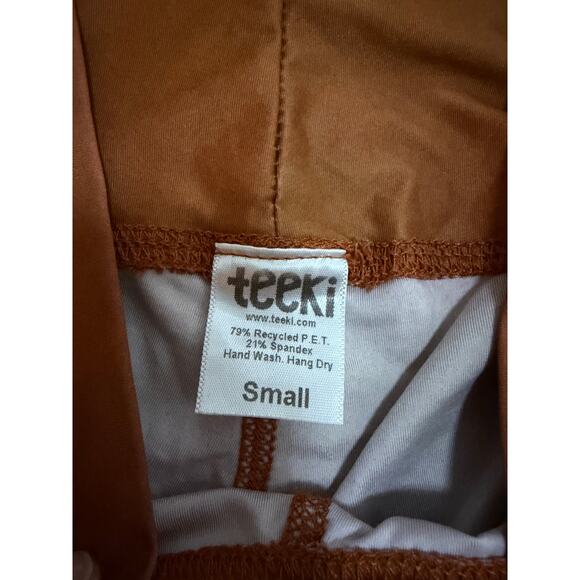 teeki
www.teeki.com
79% Recycled P.E.T.
21% Spandex
Hand Wash. Hang Dry
Small